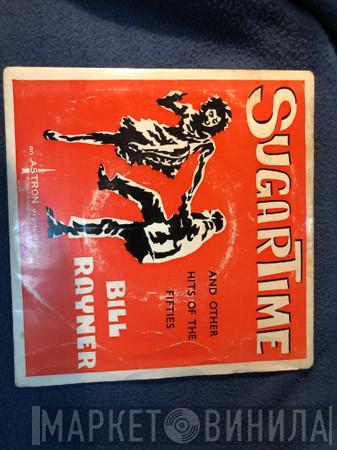 SUGARTIME
AND OTHER
HITS OF THE
FIFTIES
BILL
RAYNER
an ASTRON
МАРКЕТ ВИНИЛА